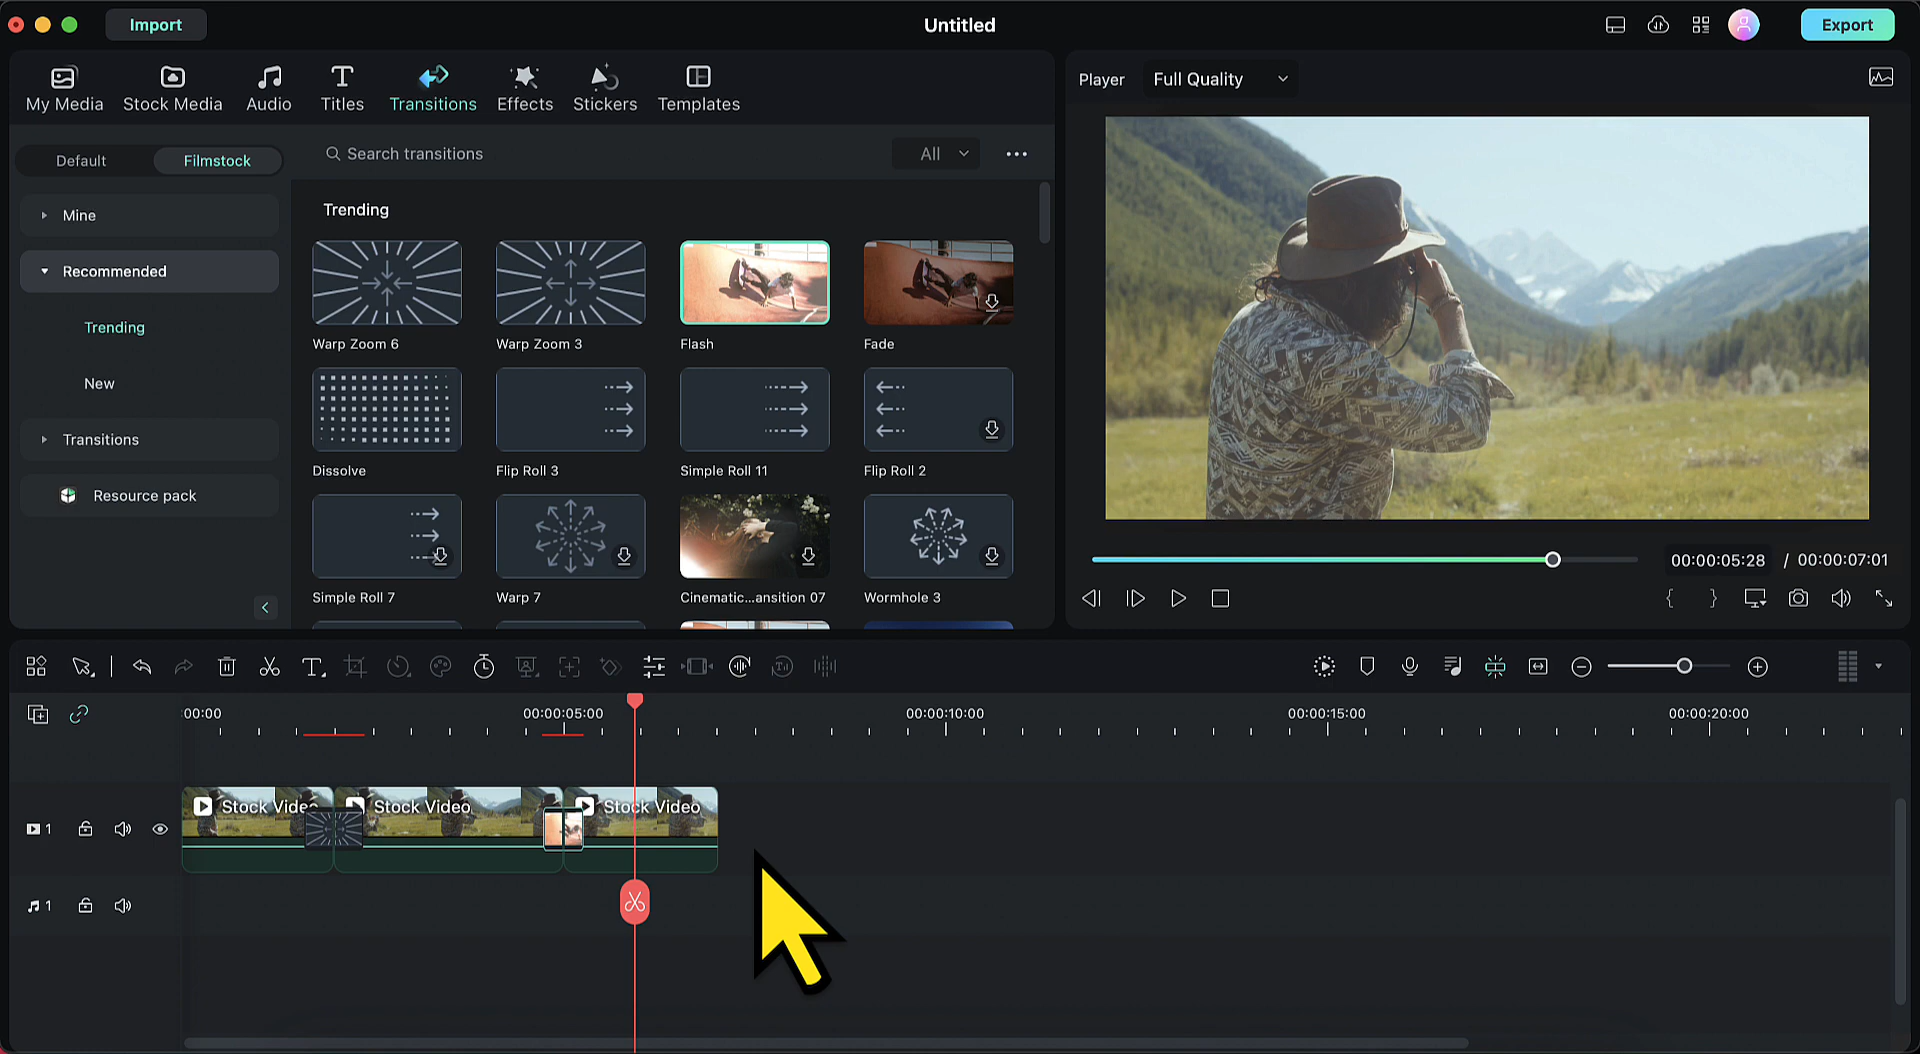 Import
Untitled
Export
My Media
Stock Media
Audio
Titles
Transitions
Effects
Stickers
Templates
Player
Full Quality
Default
Filmstock
Search transitions
All
Mine
Recommended
Trending
New
Transitions
Resource pack
Trending
Warp Zoom 6
Warp Zoom 3
Flash
Fade
Dissolve
Flip Roll 3
Simple Roll 11
Flip Roll 2
Simple Roll 7
Warp 7
Cinematic...ansition 07
Wormhole 3
00:00:05:28 / 00:00:07:01
:00:00
00:00:05:00
00:00:10:00
00:00:15:00
00:00:20:00
Stock Video
Stock Video
Stock Video
1
1